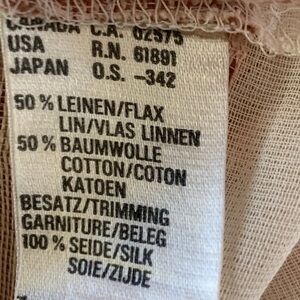 CANADA C.A. 02575
USA R.N. 61891
JAPAN O.S. -342
50% LEINEN/FLAX
LIN/VLAS LINNEN
50% BAUMWOLLE
COTTON/COTON
KATOEN
BESATZ/TRIMMING
GARNITURE/BELEG
100% SEIDE/SILK
SOIE/ZIJDE